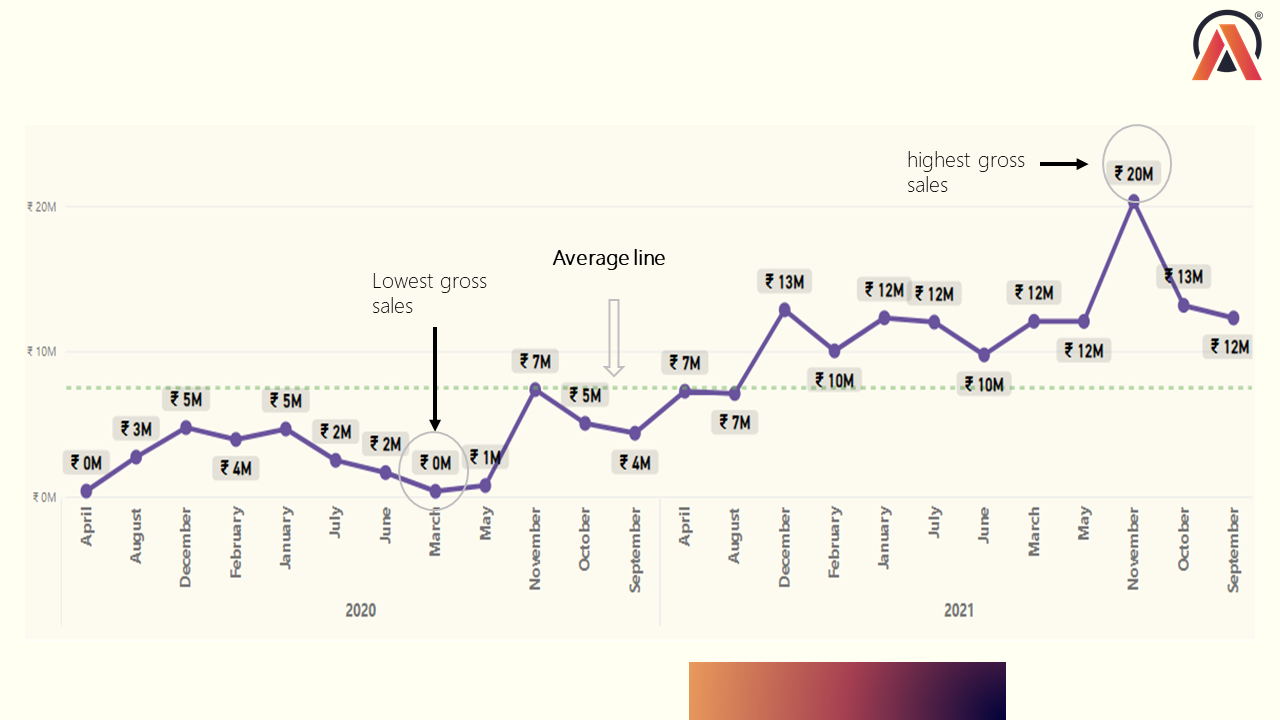 ®
highest gross
sales
₹ 20M
₹ 20M
Average line
Lowest gross
sales
₹ 13M
₹ 12M
₹ 12M
₹ 12M
₹ 13M
₹ 10M
₹ 7M
₹ 7M
₹ 12M
₹ 12M
₹ 10M
₹ 10M
₹ 5M
₹ 5M
₹ 5M
₹ 3M
₹ 2M
₹ 2M
₹ 7M
₹ 0M
₹ 4M
₹ 0M
₹ 1M
₹ 4M
₹ 0M
April
August
December
February
January
July
June
March
May
November
October
September
April
August
December
February
January
July
June
March
May
November
October
September
2020
2021